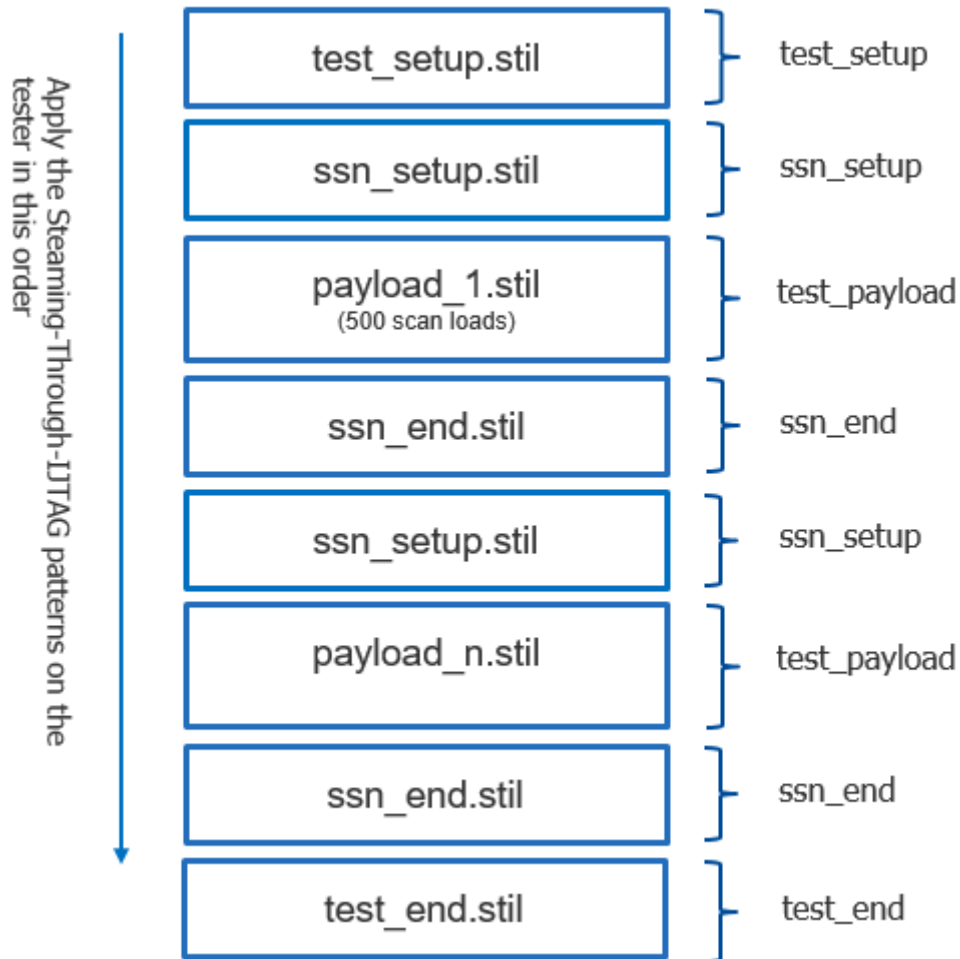 Apply the Steaming-Through-IJTAG patterns on the
tester in this order
test_setup.stil
test_setup
ssn_setup.stil
ssn_setup
payload_1.stil
(500 scan loads)
test_payload
ssn_end.stil
ssn_end
ssn_setup.stil
ssn_setup
payload_n.stil
test_payload
ssn_end.stil
ssn_end
test_end.stil
test_end